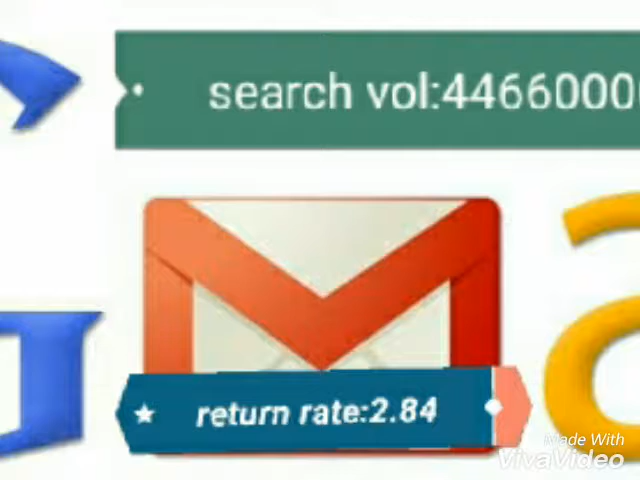 search vol:4466000
return rate:2.84
Made With
VivaVideo